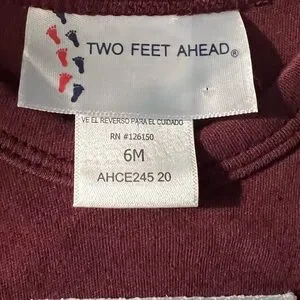 TWO FEET AHEAD®
VE EL REVERSO PARA EL CUIDADO
RN #126150
6M
AHCE245 20